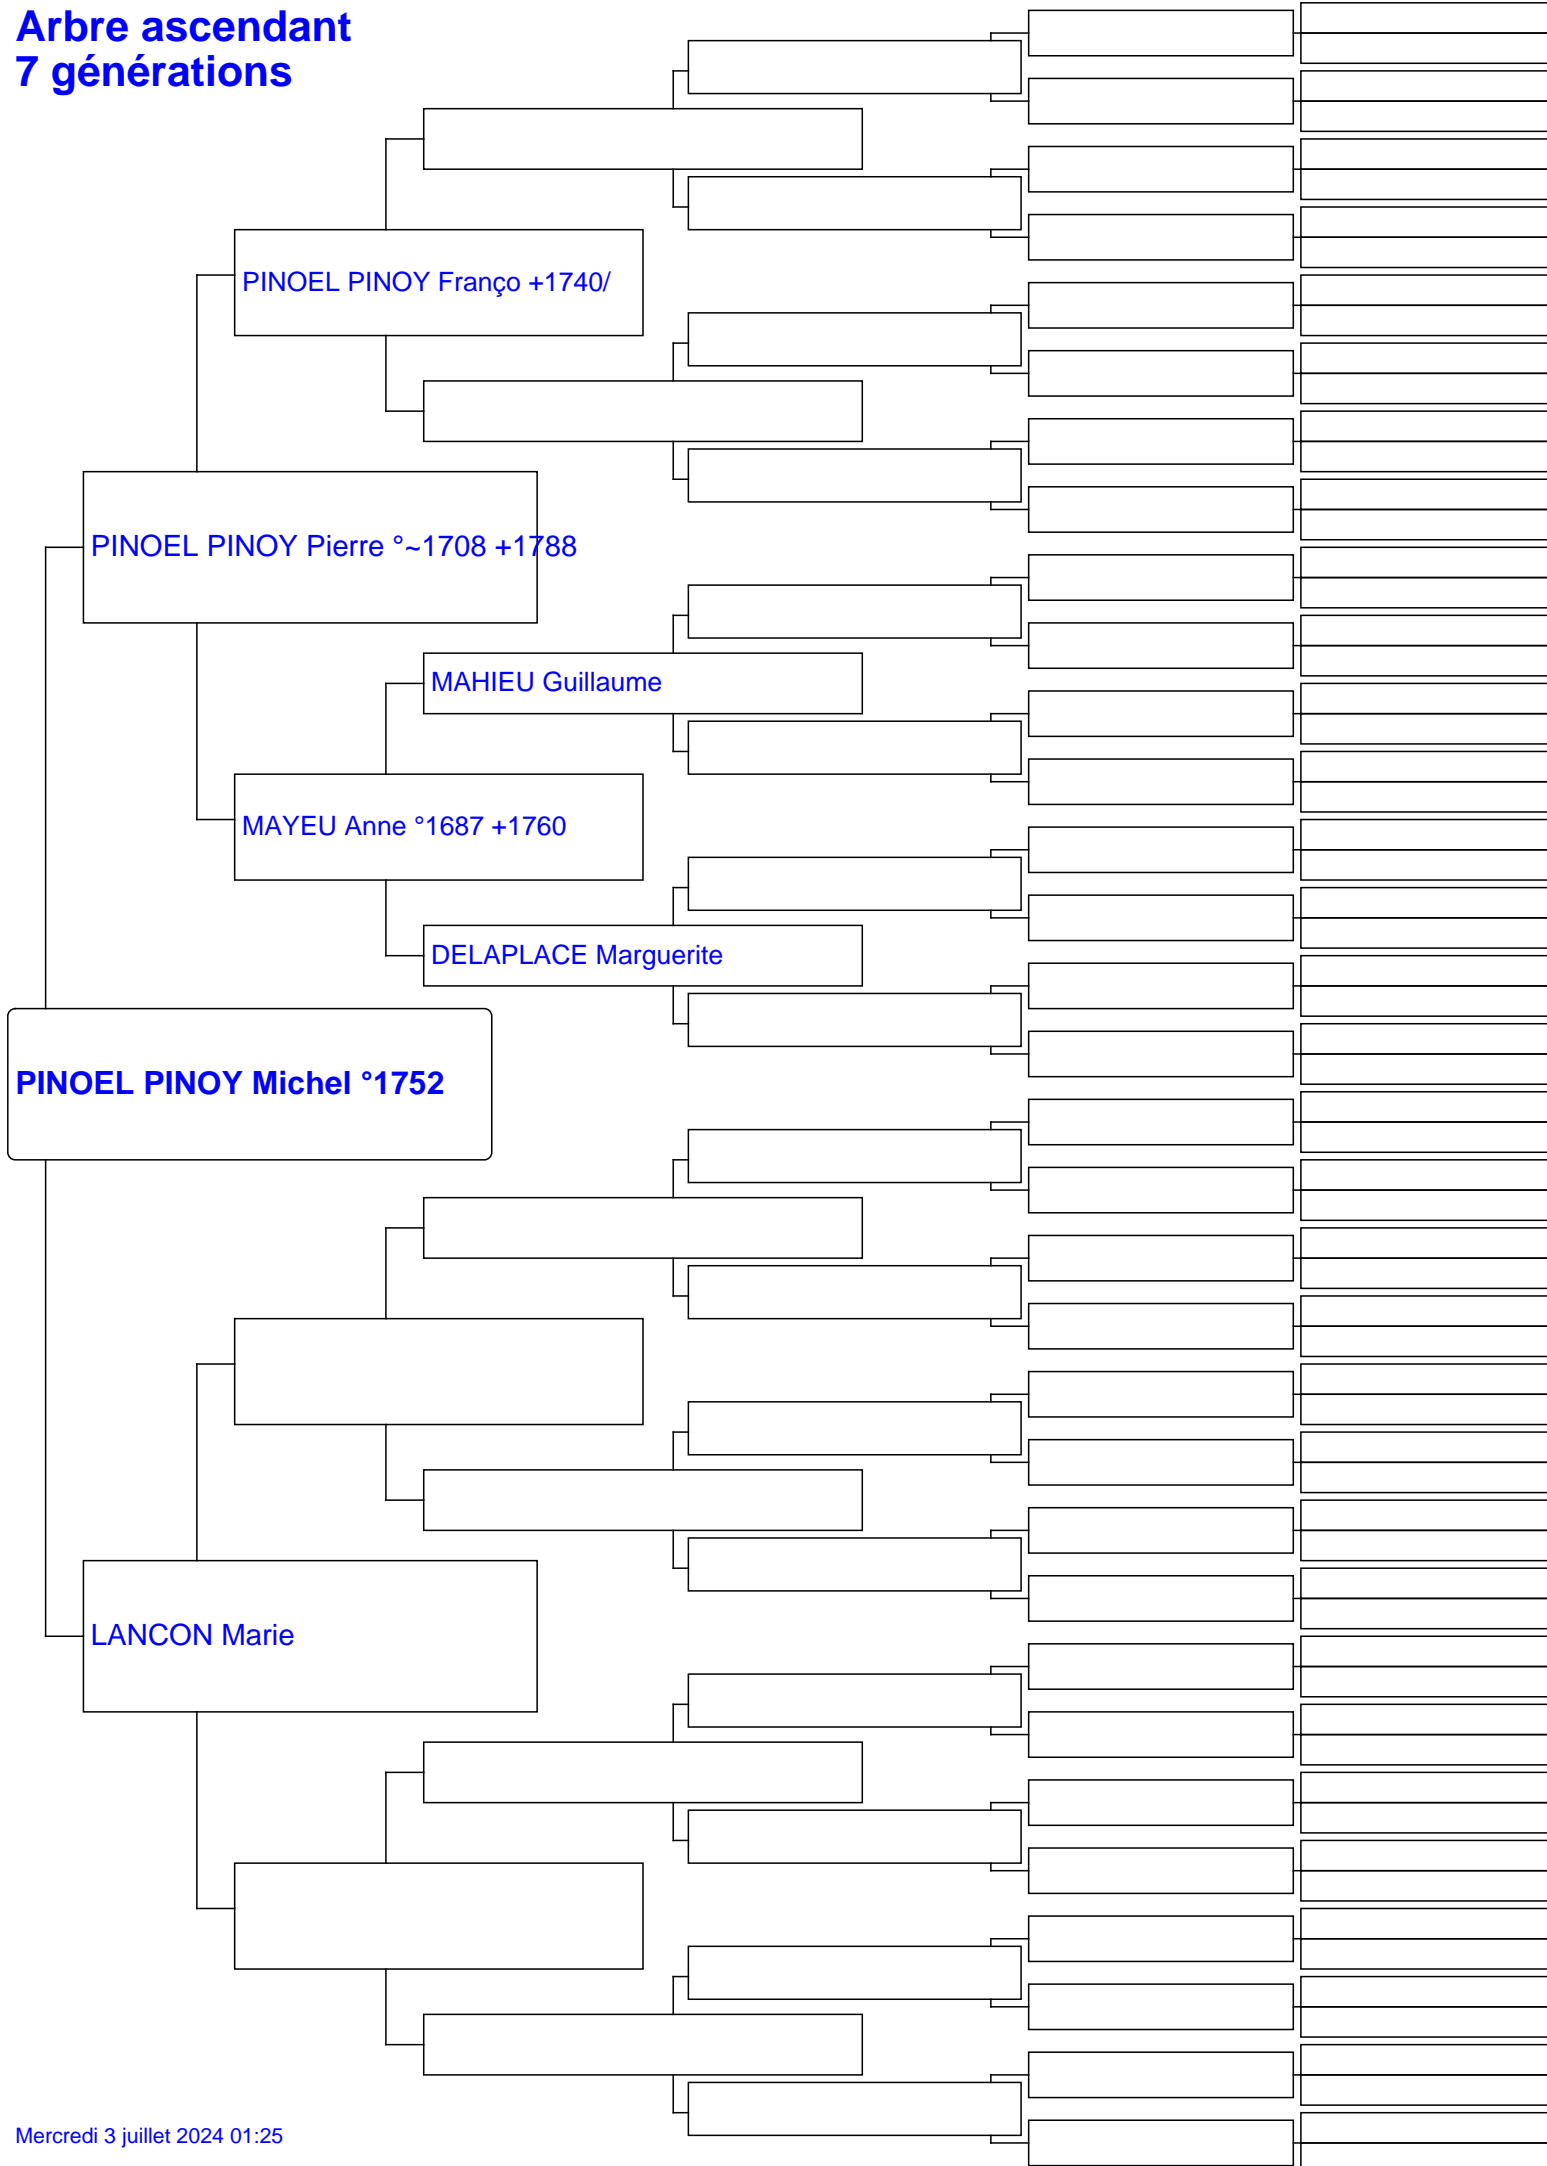 Arbre ascendant
7 générations
PINOEL PINOY Franço +1740/
PINOEL PINOY Pierre °~1708 +1788
MAHIEU Guillaume
MAYEU Anne °1687 +1760
DELAPLACE Marguerite
PINOEL PINOY Michel °1752
LANCON Marie
Mercredi 3 juillet 2024 01:25